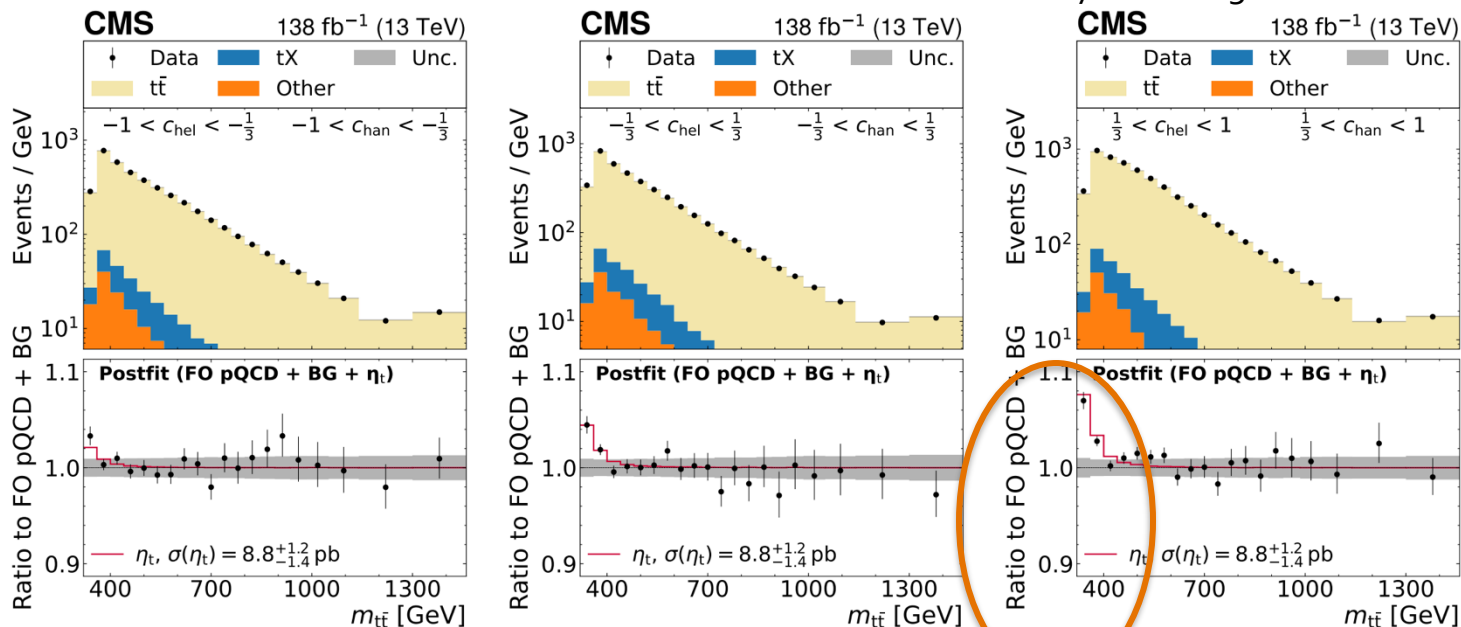 CMS 138 fb⁻¹ (13 TeV)
Data tX Unc.
tt̄ Other
−1 < c_hel < −1/3 −1 < c_han < −1/3
Events / GeV
10³
10²
10¹
Ratio to FO pQCD + BG
Postfit (FO pQCD + BG + η_t)
1.1
1.0
0.9
η_t, σ(η_t) = 8.8 +1.2 −1.4 pb
400 700 1000 1300
m_tt̄ [GeV]
CMS 138 fb⁻¹ (13 TeV)
Data tX Unc.
tt̄ Other
−1/3 < c_hel < 1/3 −1/3 < c_han < 1/3
Events / GeV
10³
10²
10¹
Ratio to FO pQCD + BG
Postfit (FO pQCD + BG + η_t)
1.1
1.0
0.9
η_t, σ(η_t) = 8.8 +1.2 −1.4 pb
400 700 1000 1300
m_tt̄ [GeV]
CMS 138 fb⁻¹ (13 TeV)
Data tX Unc.
tt̄ Other
1/3 < c_hel < 1 1/3 < c_han < 1
Events / GeV
10³
10²
10¹
Ratio to FO pQCD + BG
Postfit (FO pQCD + BG + η_t)
1.1
1.0
0.9
η_t, σ(η_t) = 8.8 +1.2 −1.4 pb
400 700 1000 1300
m_tt̄ [GeV]